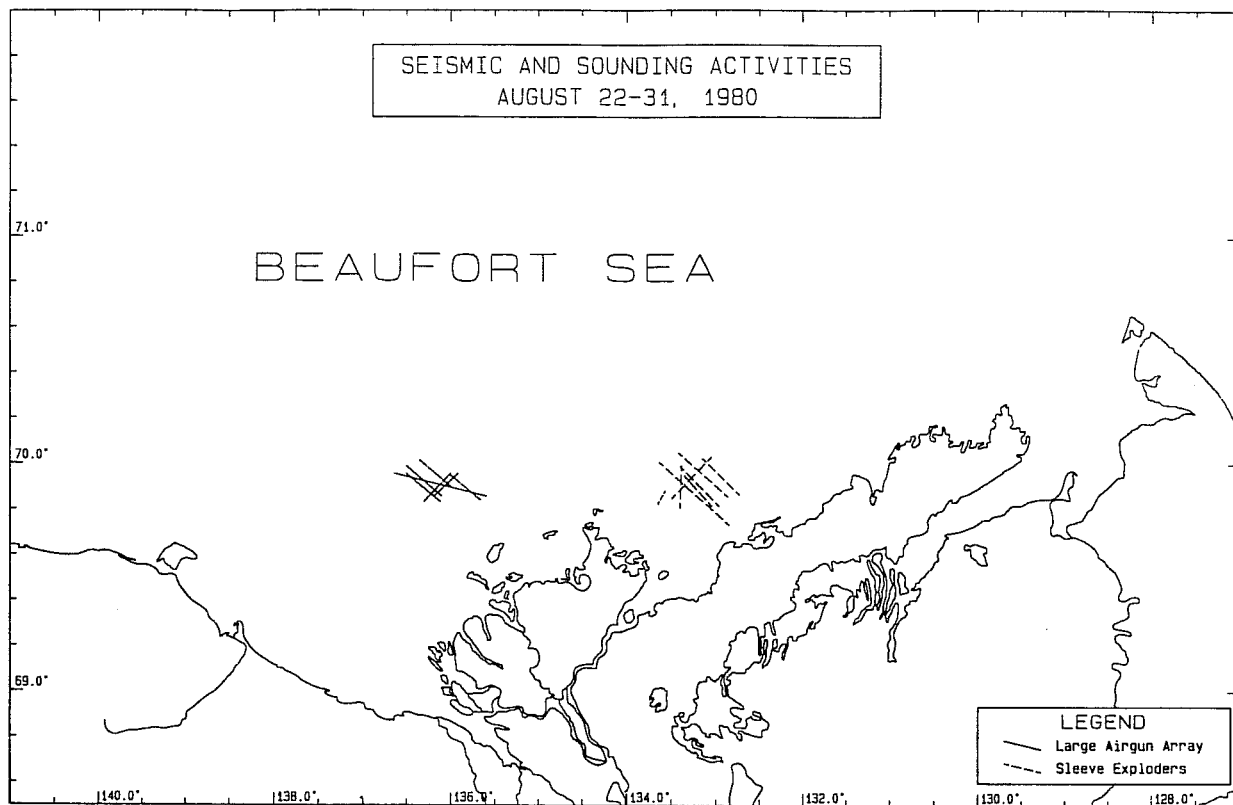 SEISMIC AND SOUNDING ACTIVITIES
AUGUST 22-31, 1980
71.0°
BEAUFORT SEA
70.0°
69.0°
LEGEND
Large Airgun Array
Sleeve Exploders
140.0° 138.0° 136.0° 134.0° 132.0° 130.0° 128.0°